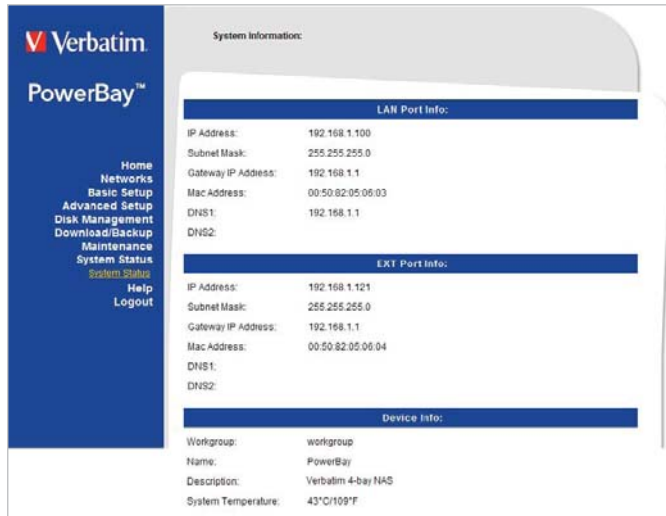 Verbatim
PowerBay™
Home
Networks
Basic Setup
Advanced Setup
Disk Management
Download/Backup
Maintenance
System Status
System Status
Help
Logout
System Information:
LAN Port Info:
IP Address: 192.168.1.100
Subnet Mask: 255.255.255.0
Gateway IP Address: 192.168.1.1
Mac Address: 00:50:82:05:06:03
DNS1: 192.168.1.1
DNS2:
EXT Port Info:
IP Address: 192.168.1.121
Subnet Mask: 255.255.255.0
Gateway IP Address: 192.168.1.1
Mac Address: 00:50:82:05:06:04
DNS1:
DNS2:
Device Info:
Workgroup: workgroup
Name: PowerBay
Description: Verbatim 4-bay NAS
System Temperature: 43°C/109°F